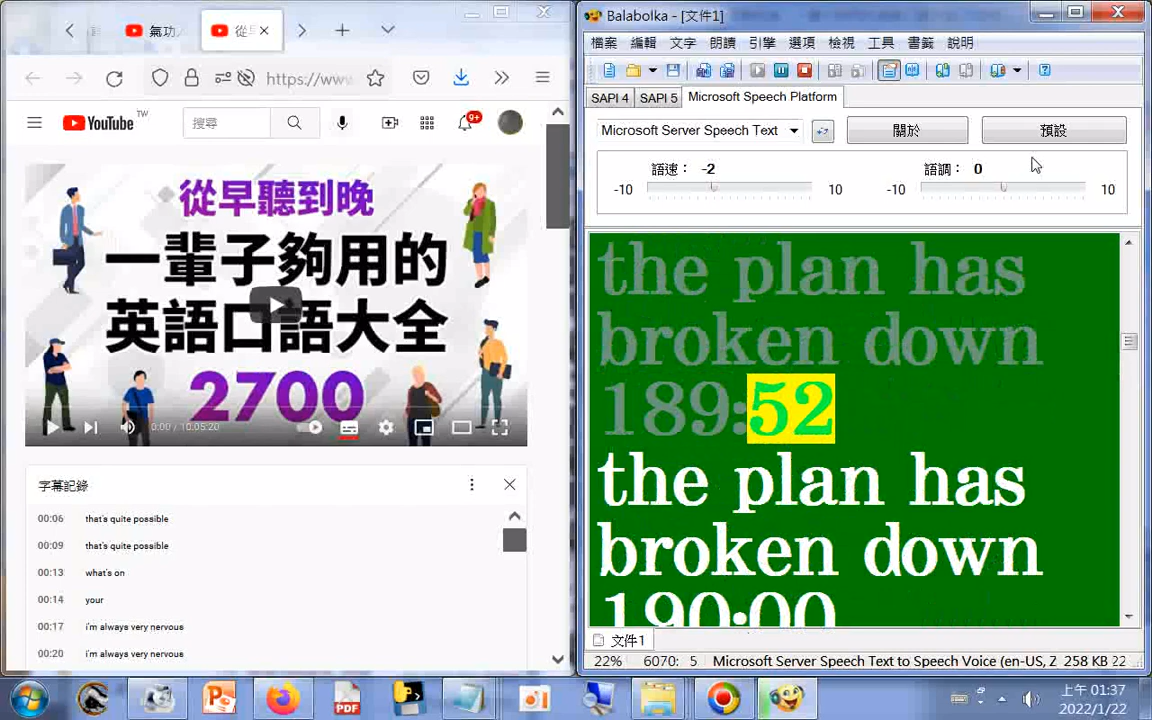 氣功
從
https://www
YouTube TW
搜尋
9+
從早聽到晚
一輩子夠用的
英語口語大全
2700
0:00 / 10:05:20
字幕記錄
00:06 that's quite possible
00:09 that's quite possible
00:13 what's on
00:14 your
00:17 i'm always very nervous
00:20 i'm always very nervous
Balabolka - [文件1]
檔案 編輯 文字 朗讀 引擎 選項 檢視 工具 書籤 說明
SAPI 4 SAPI 5 Microsoft Speech Platform
Microsoft Server Speech Text 關於 預設
語速: -2 語調: 0
-10 10 -10 10
the plan has
broken down
189:52
the plan has
broken down
190:00
文件1
22% 6070: 5 Microsoft Server Speech Text to Speech Voice (en-US, Z 258 KB 22
PDF
上午 01:37
2022/1/22